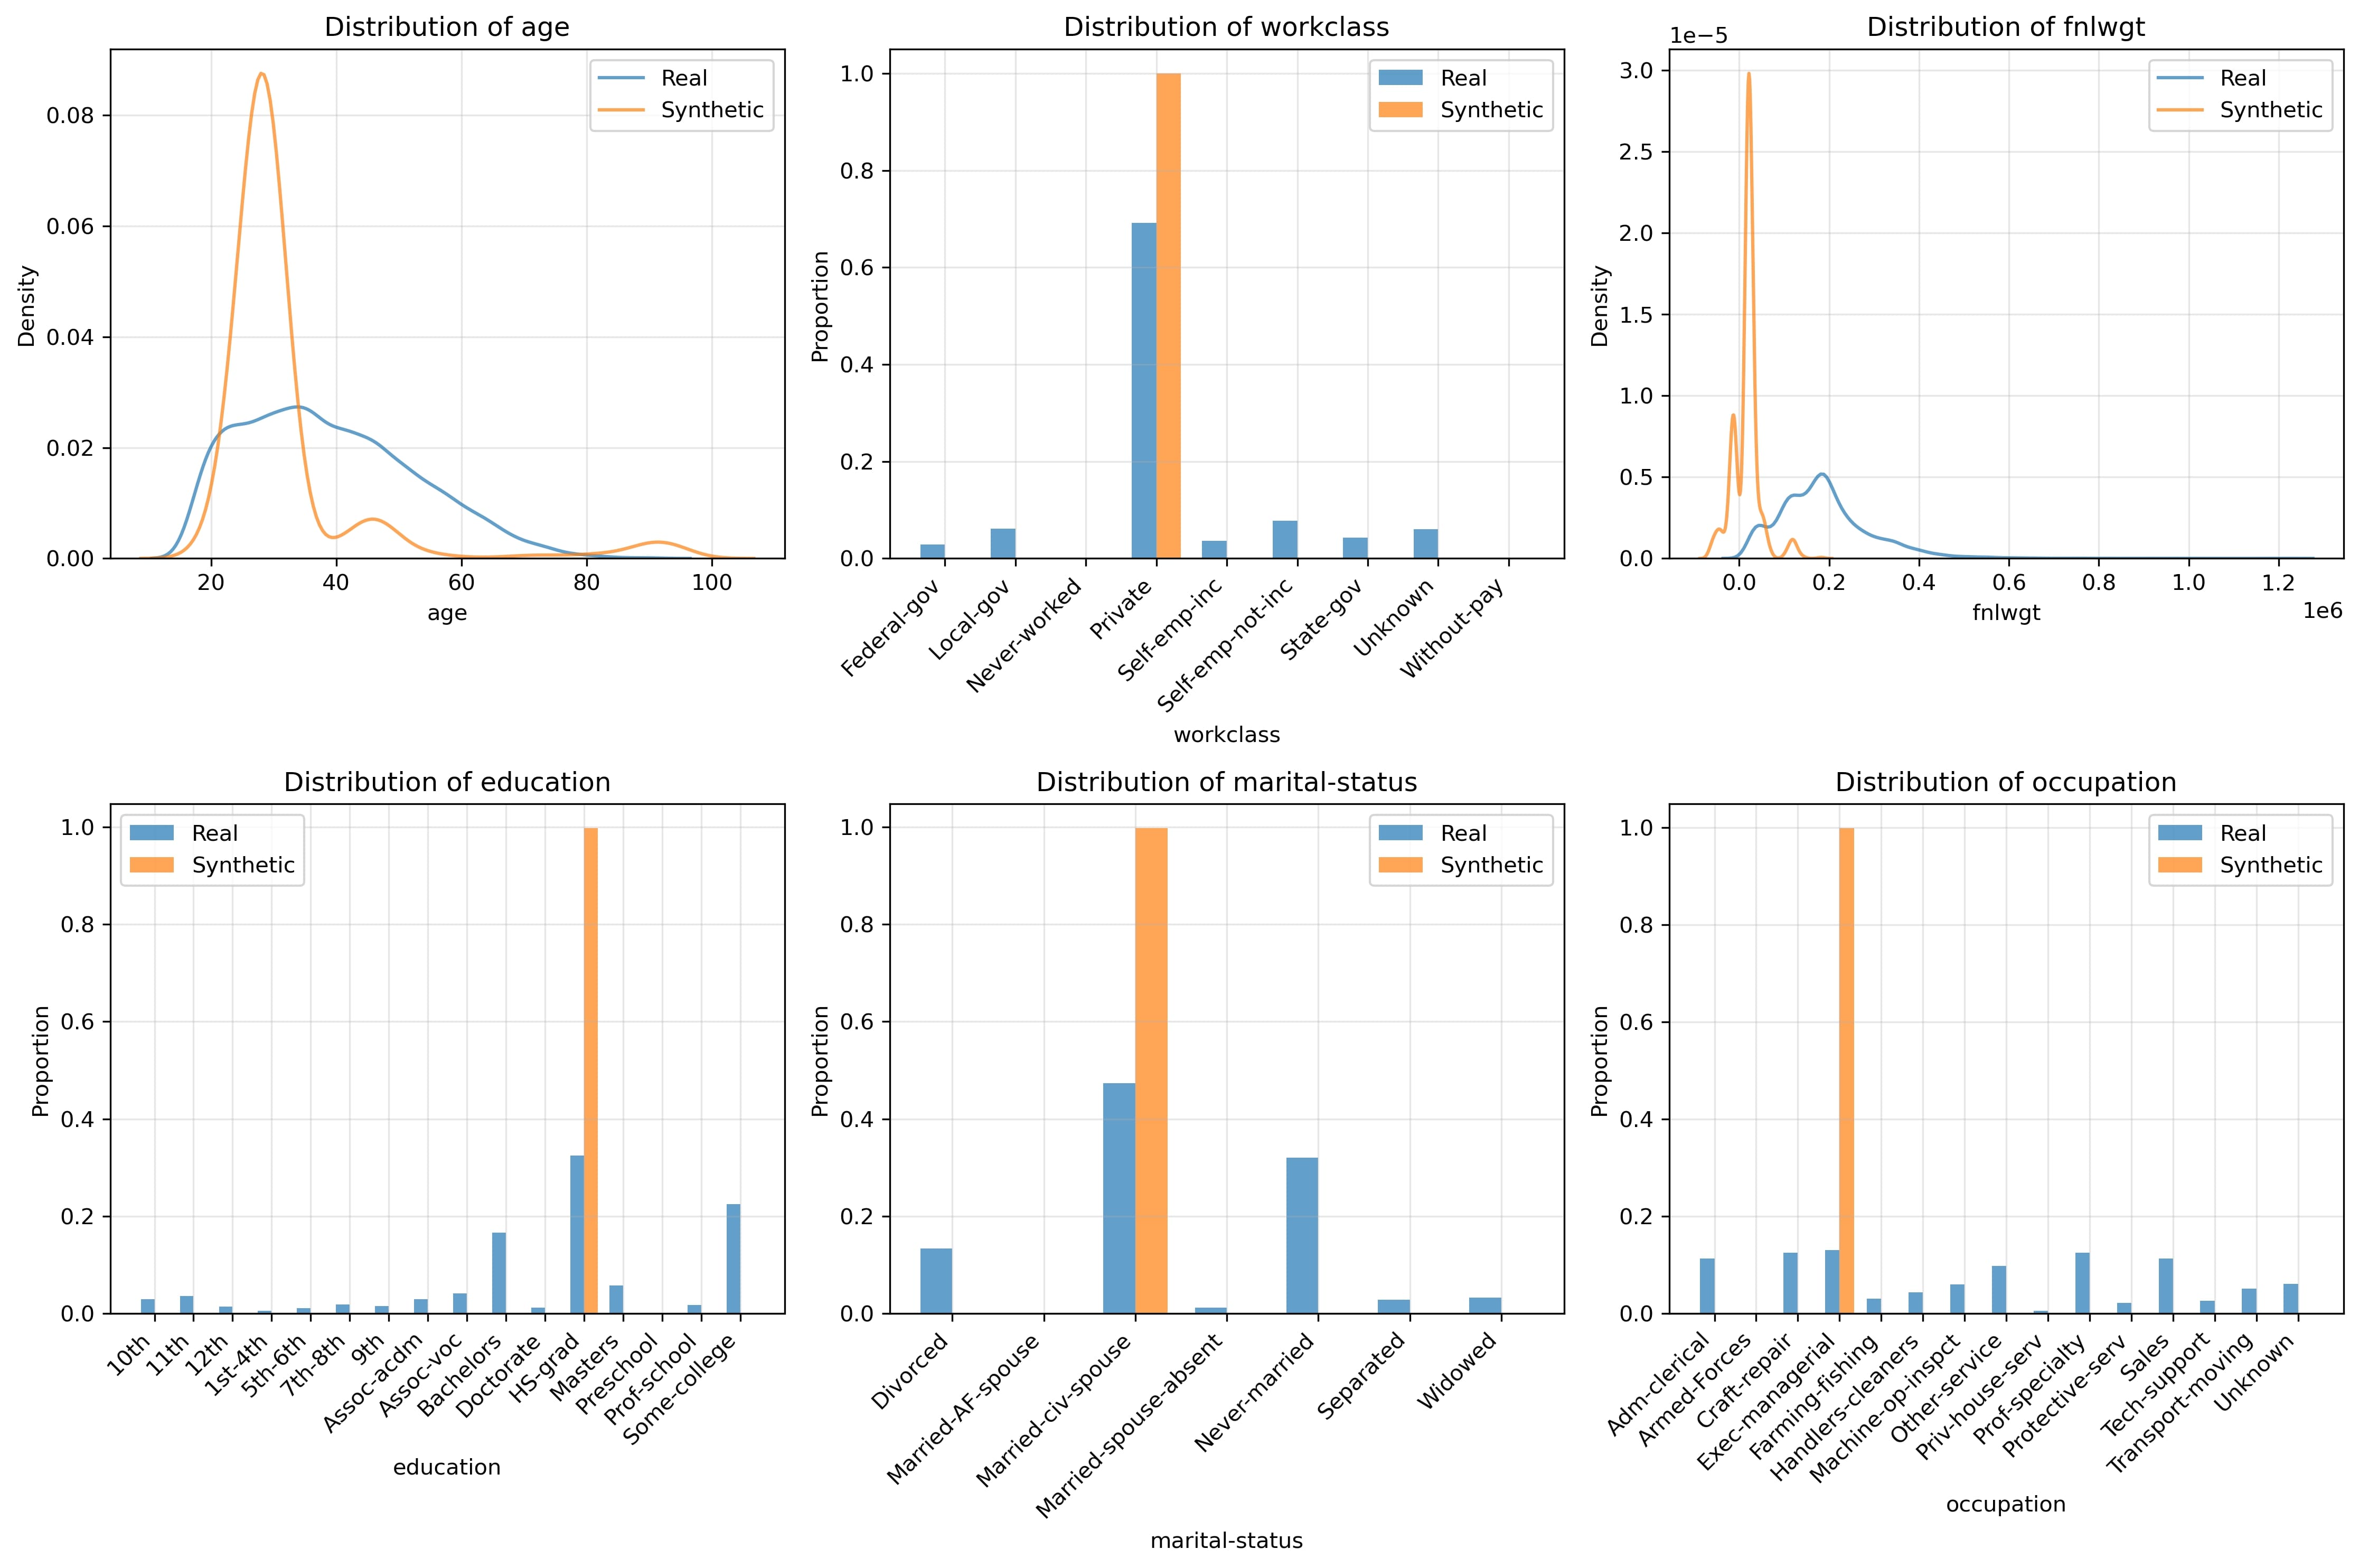 Distribution of age
Real
Synthetic
Density
0.08
0.06
0.04
0.02
0.00
20 40 60 80 100
age
Distribution of workclass
Real
Synthetic
Proportion
1.0
0.8
0.6
0.4
0.2
0.0
Federal-gov
Local-gov
Never-worked
Private
Self-emp-inc
Self-emp-not-inc
State-gov
Unknown
Without-pay
workclass
Distribution of fnlwgt
1e−5
Real
Synthetic
Density
3.0
2.5
2.0
1.5
1.0
0.5
0.0
0.0 0.2 0.4 0.6 0.8 1.0 1.2
1e6
fnlwgt
Distribution of education
Real
Synthetic
Proportion
1.0
0.8
0.6
0.4
0.2
0.0
10th
11th
12th
1st-4th
5th-6th
7th-8th
9th
Assoc-acdm
Assoc-voc
Bachelors
Doctorate
HS-grad
Masters
Preschool
Prof-school
Some-college
education
Distribution of marital-status
Real
Synthetic
Proportion
1.0
0.8
0.6
0.4
0.2
0.0
Divorced
Married-AF-spouse
Married-civ-spouse
Married-spouse-absent
Never-married
Separated
Widowed
marital-status
Distribution of occupation
Real
Synthetic
Proportion
1.0
0.8
0.6
0.4
0.2
0.0
Adm-clerical
Armed-Forces
Craft-repair
Exec-managerial
Farming-fishing
Handlers-cleaners
Machine-op-inspct
Other-service
Priv-house-serv
Prof-specialty
Protective-serv
Sales
Tech-support
Transport-moving
Unknown
occupation